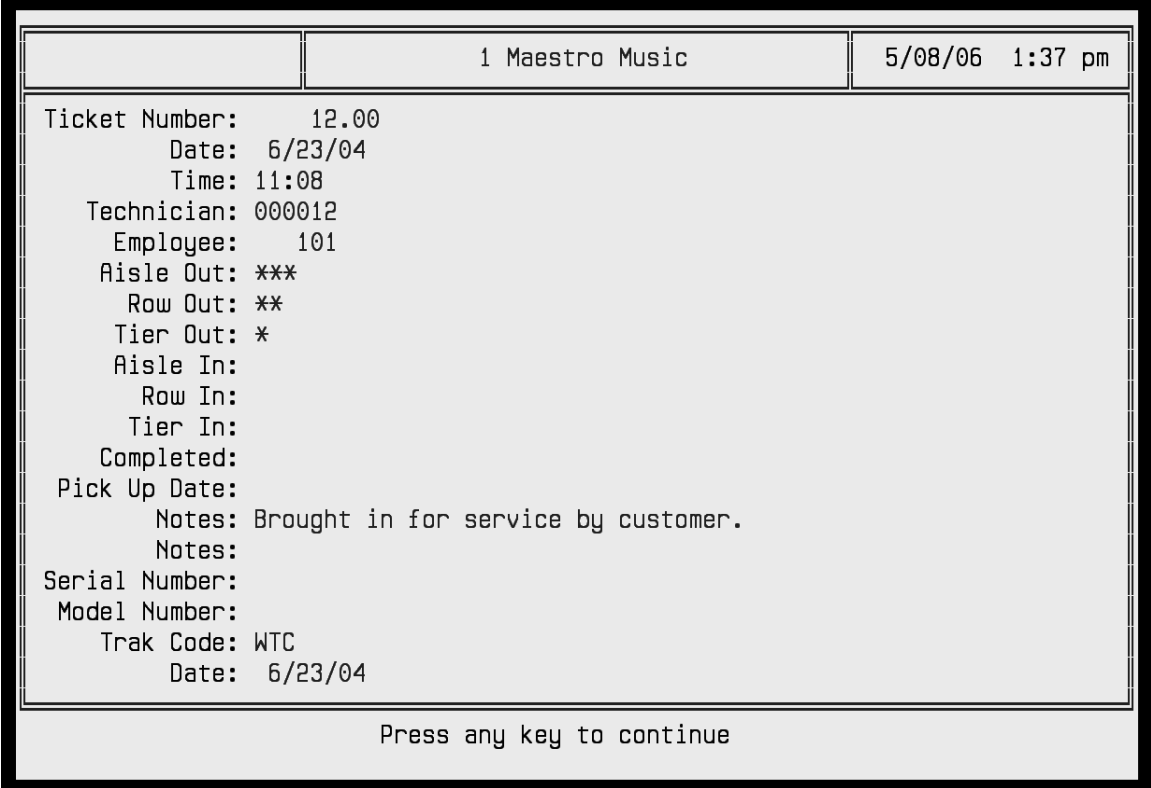 1 Maestro Music 5/08/06 1:37 pm
Ticket Number: 12.00
Date: 6/23/04
Time: 11:08
Technician: 000012
Employee: 101
Aisle Out: ***
Row Out: **
Tier Out: *
Aisle In:
Row In:
Tier In:
Completed:
Pick Up Date:
Notes: Brought in for service by customer.
Notes:
Serial Number:
Model Number:
Trak Code: WTC
Date: 6/23/04
Press any key to continue